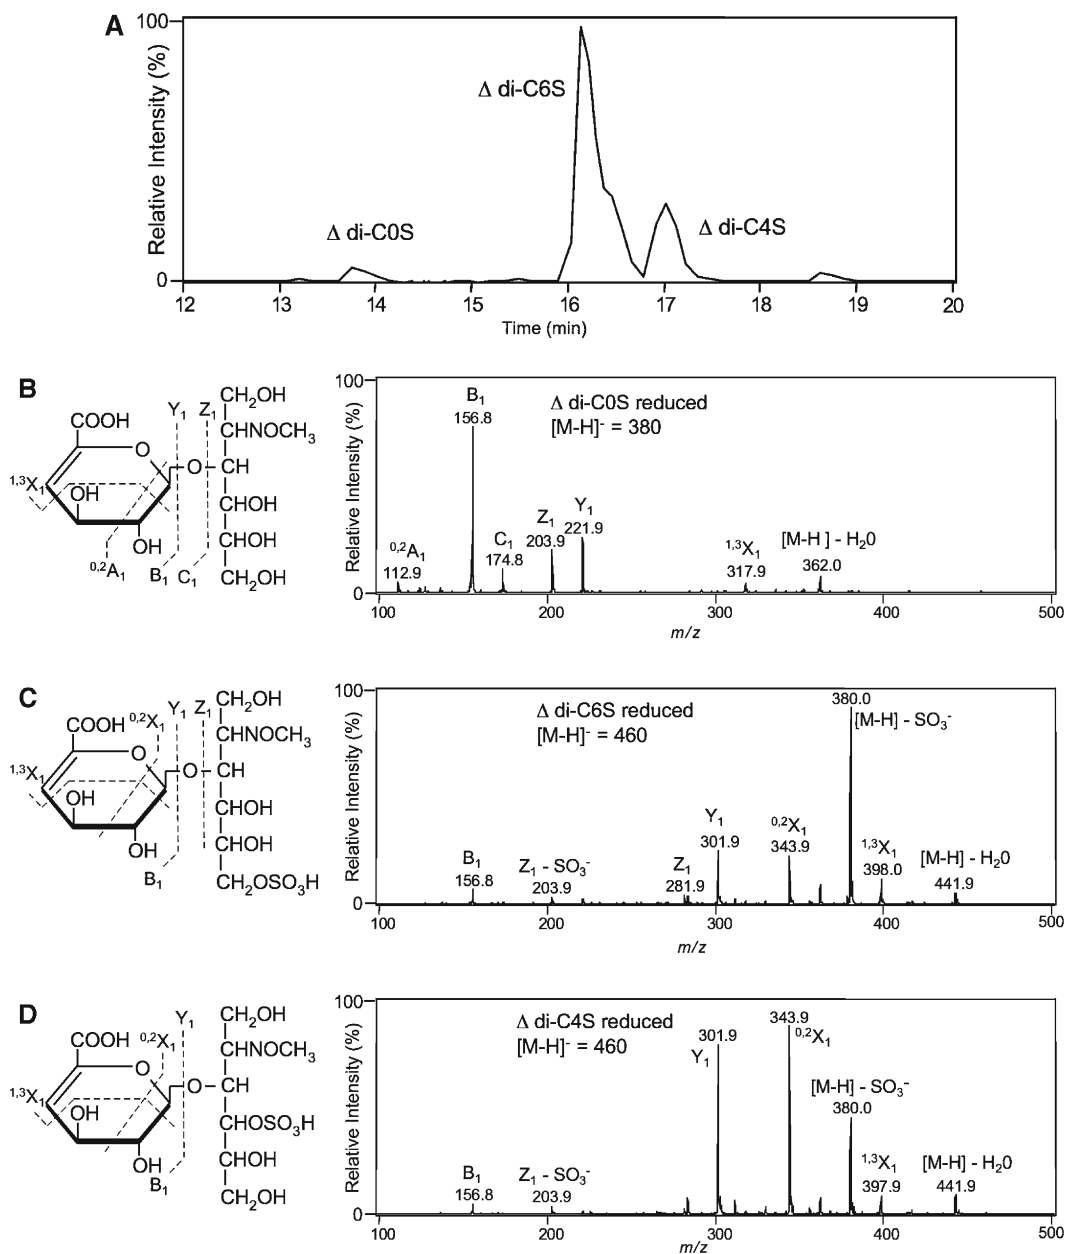 A
100
Relative Intensity (%)
0
Δ di-C0S
Δ di-C6S
Δ di-C4S
12 13 14 15 16 17 18 19 20
Time (min)
B
COOH
O
OH
OH
O
Y₁
Z₁
CH₂OH
CHNOCH₃
CH
CHOH
CHOH
CH₂OH
¹,³X₁
⁰,²A₁
B₁
C₁
100
Relative Intensity (%)
0
Δ di-C0S reduced
[M-H]⁻ = 380
⁰,²A₁
112.9
B₁
156.8
C₁
174.8
Z₁
203.9
Y₁
221.9
¹,³X₁
317.9
[M-H ] - H₂0
362.0
100 200 300 400 500
m/z
C
COOH
⁰,²X₁
Y₁
Z₁
O
OH
OH
O
CH₂OH
CHNOCH₃
CH
CHOH
CHOH
CH₂OSO₃H
¹,³X₁
B₁
100
Relative Intensity (%)
0
Δ di-C6S reduced
[M-H]⁻ = 460
B₁
156.8
Z₁ - SO₃⁻
203.9
Z₁
281.9
Y₁
301.9
⁰,²X₁
343.9
380.0
[M-H] - SO₃⁻
¹,³X₁
398.0
[M-H] - H₂0
441.9
100 200 300 400 500
m/z
D
COOH
⁰,²X₁
Y₁
O
OH
OH
O
CH₂OH
CHNOCH₃
CH
CHOSO₃H
CHOH
CH₂OH
¹,³X₁
B₁
100
Relative Intensity (%)
0
Δ di-C4S reduced
[M-H]⁻ = 460
B₁
156.8
Z₁ - SO₃⁻
203.9
301.9
Y₁
343.9
⁰,²X₁
[M-H] - SO₃⁻
380.0
¹,³X₁
397.9
[M-H] - H₂0
441.9
100 200 300 400 500
m/z